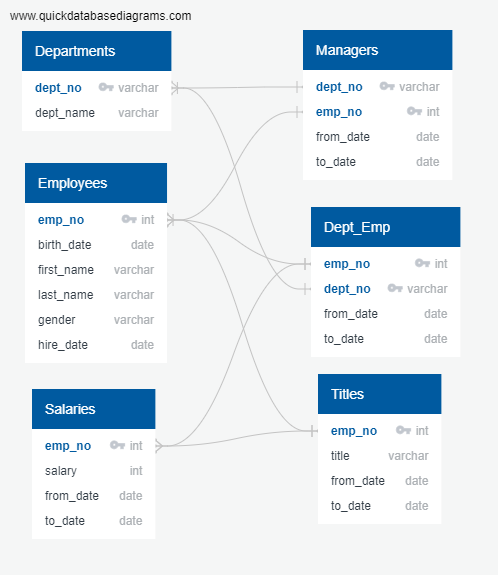 www.quickdatabasediagrams.com
Departments
dept_no varchar
dept_name varchar
Managers
dept_no varchar
emp_no int
from_date date
to_date date
Employees
emp_no int
birth_date date
first_name varchar
last_name varchar
gender varchar
hire_date date
Dept_Emp
emp_no int
dept_no varchar
from_date date
to_date date
Salaries
emp_no int
salary int
from_date date
to_date date
Titles
emp_no int
title varchar
from_date date
to_date date